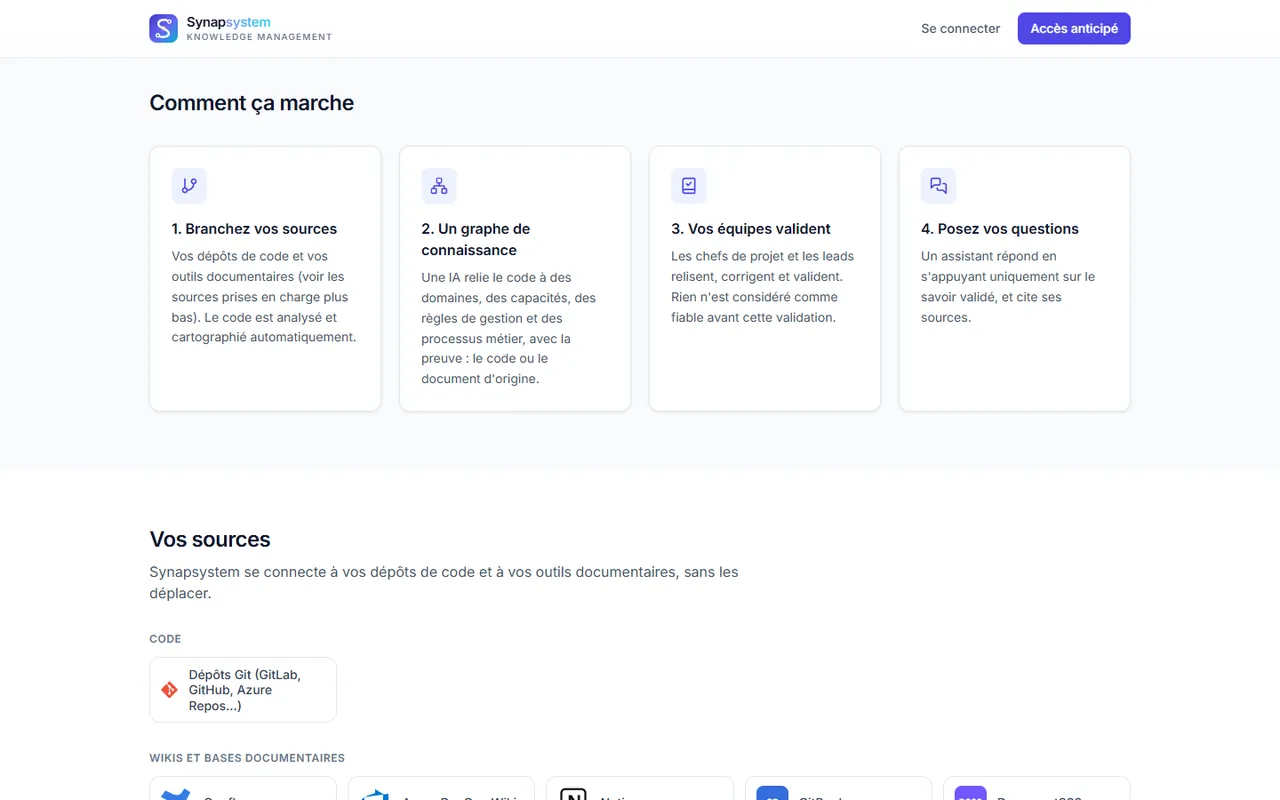 Synapsystem
KNOWLEDGE MANAGEMENT
Se connecter
Accès anticipé
Comment ça marche
1. Branchez vos sources
Vos dépôts de code et vos
outils documentaires (voir les
sources prises en charge plus
bas). Le code est analysé et
cartographié automatiquement.
2. Un graphe de
connaissance
Une IA relie le code à des
domaines, des capacités, des
règles de gestion et des
processus métier, avec la
preuve : le code ou le
document d'origine.
3. Vos équipes valident
Les chefs de projet et les leads
relisent, corrigent et valident.
Rien n'est considéré comme
fiable avant cette validation.
4. Posez vos questions
Un assistant répond en
s'appuyant uniquement sur le
savoir validé, et cite ses
sources.
Vos sources
Synapsystem se connecte à vos dépôts de code et à vos outils documentaires, sans les
déplacer.
CODE
Dépôts Git (GitLab,
GitHub, Azure
Repos...)
WIKIS ET BASES DOCUMENTAIRES